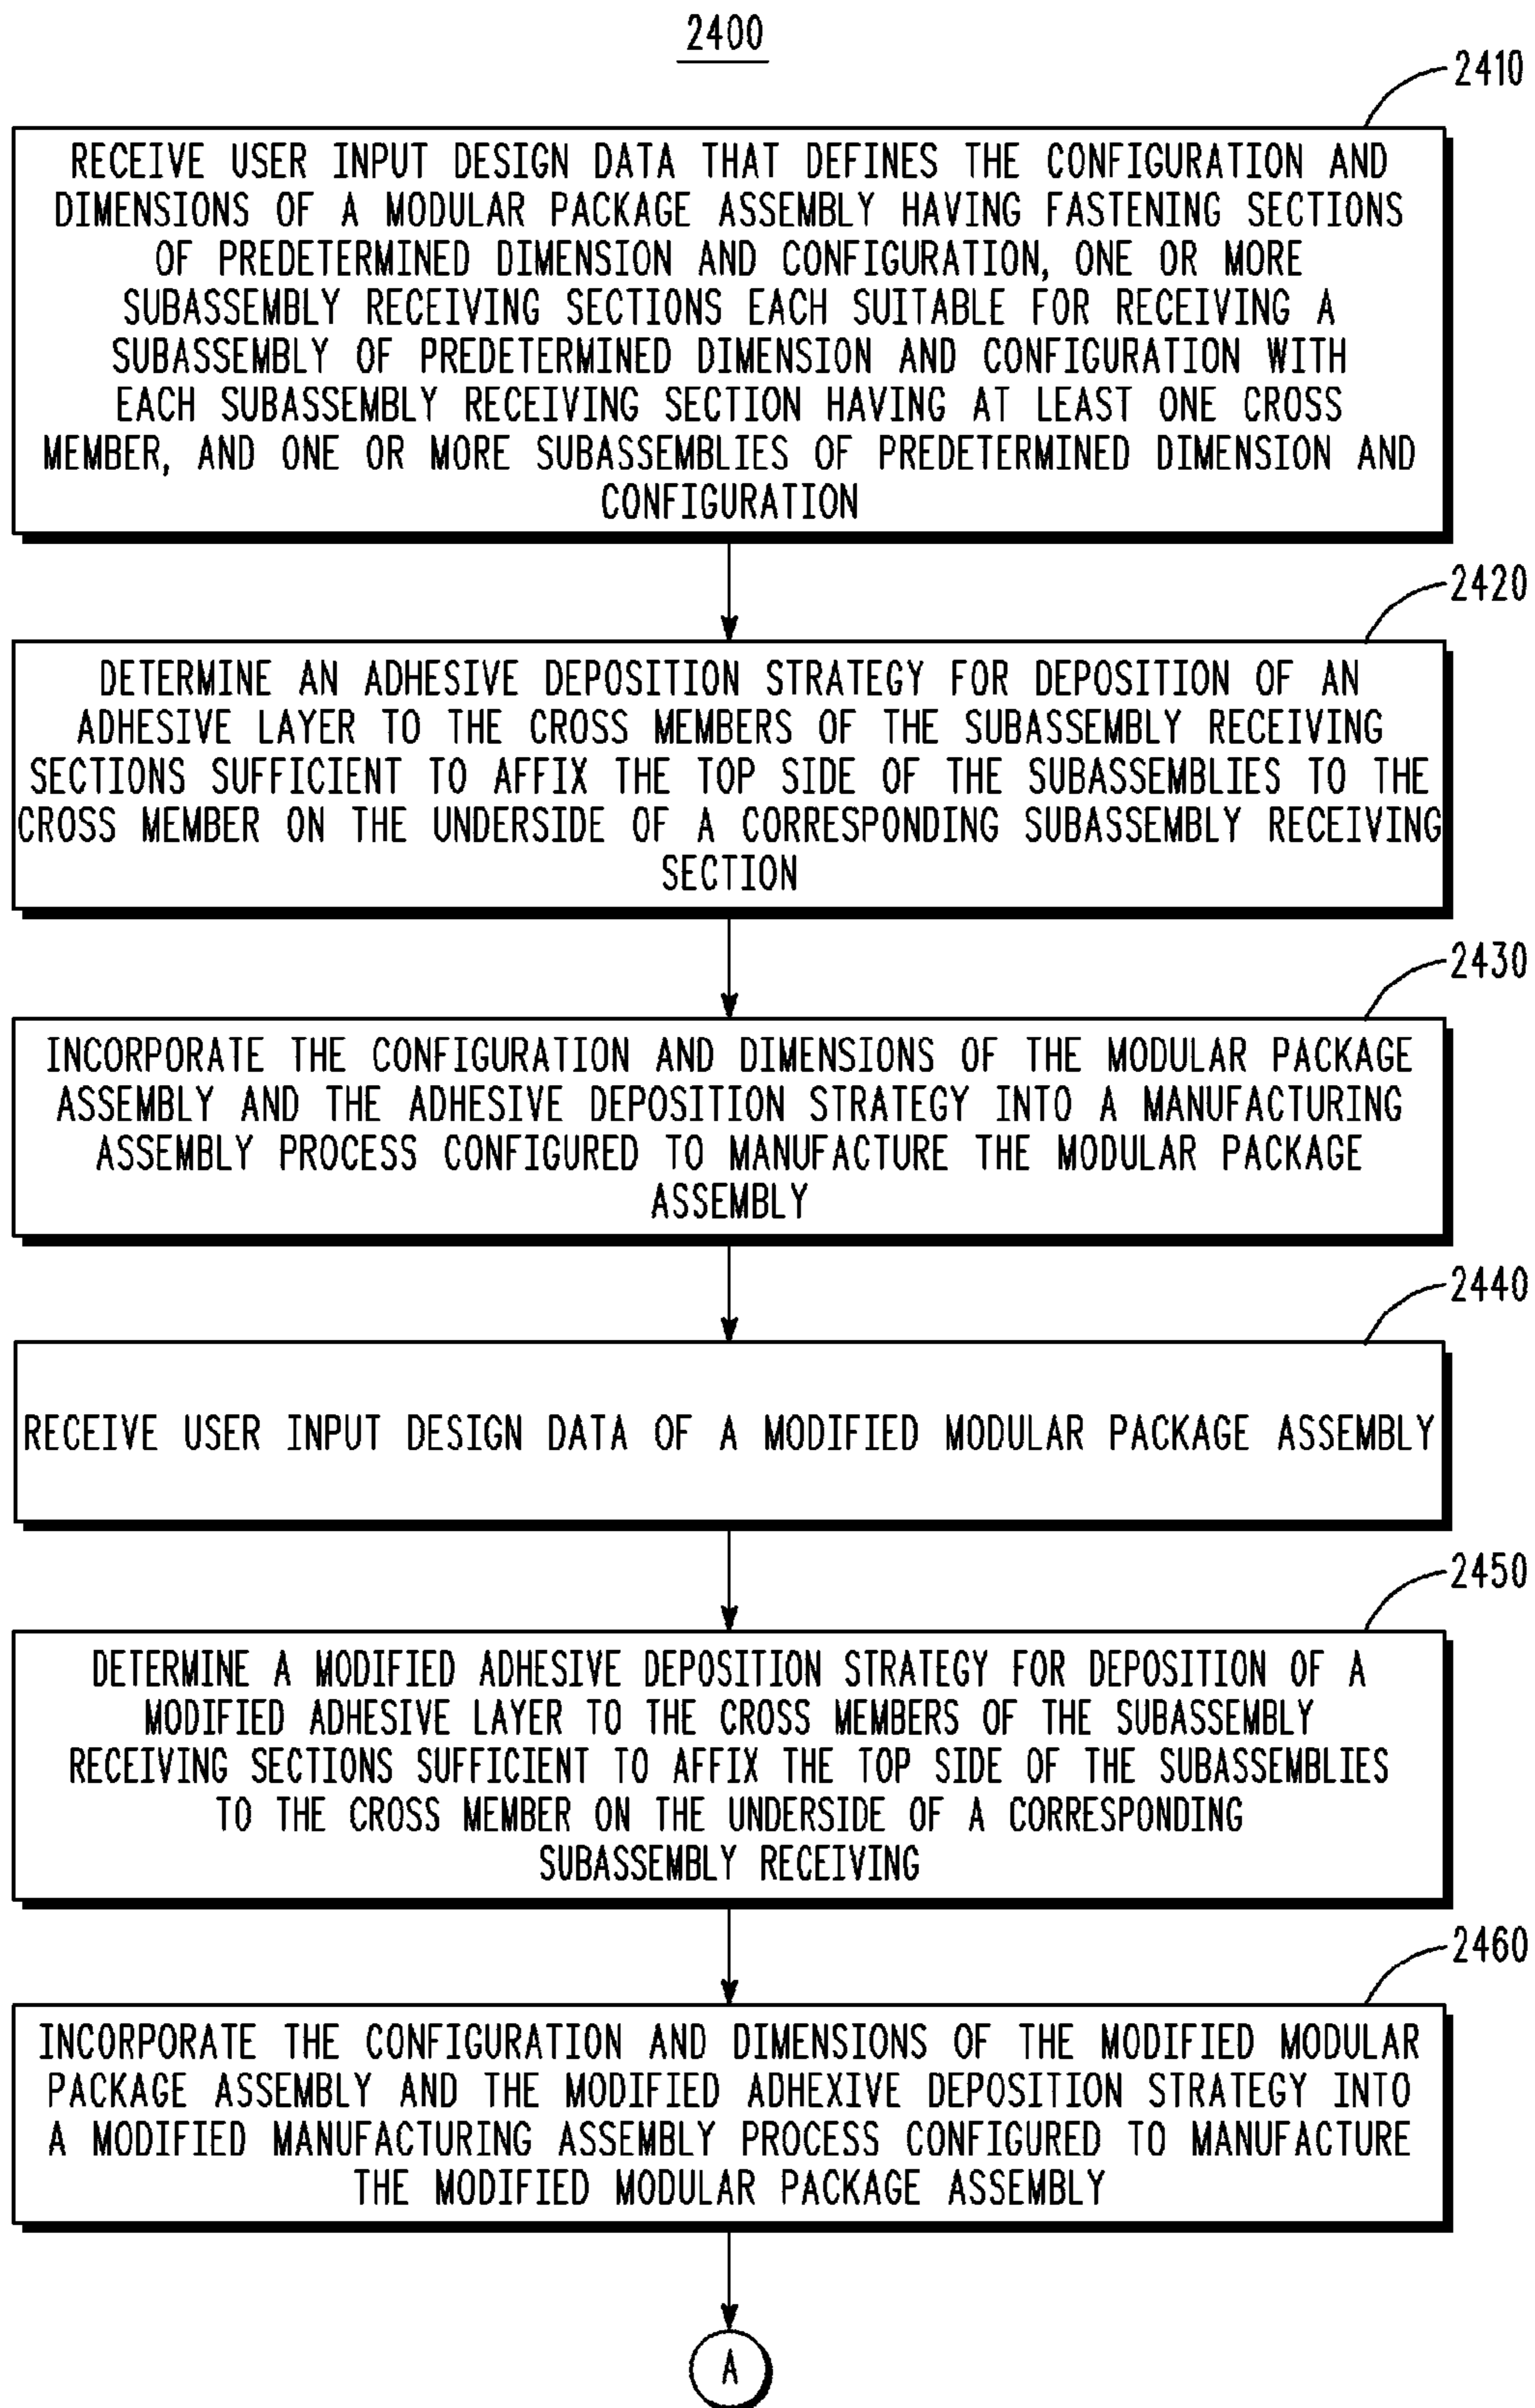 2400
2410
RECEIVE USER INPUT DESIGN DATA THAT DEFINES THE CONFIGURATION AND
DIMENSIONS OF A MODULAR PACKAGE ASSEMBLY HAVING FASTENING SECTIONS
OF PREDETERMINED DIMENSION AND CONFIGURATION, ONE OR MORE
SUBASSEMBLY RECEIVING SECTIONS EACH SUITABLE FOR RECEIVING A
SUBASSEMBLY OF PREDETERMINED DIMENSION AND CONFIGURATION WITH
EACH SUBASSEMBLY RECEIVING SECTION HAVING AT LEAST ONE CROSS
MEMBER, AND ONE OR MORE SUBASSEMBLIES OF PREDETERMINED DIMENSION AND
CONFIGURATION
2420
DETERMINE AN ADHESIVE DEPOSITION STRATEGY FOR DEPOSITION OF AN
ADHESIVE LAYER TO THE CROSS MEMBERS OF THE SUBASSEMBLY RECEIVING
SECTIONS SUFFICIENT TO AFFIX THE TOP SIDE OF THE SUBASSEMBLIES TO THE
CROSS MEMBER ON THE UNDERSIDE OF A CORRESPONDING SUBASSEMBLY RECEIVING
SECTION
2430
INCORPORATE THE CONFIGURATION AND DIMENSIONS OF THE MODULAR PACKAGE
ASSEMBLY AND THE ADHESIVE DEPOSITION STRATEGY INTO A MANUFACTURING
ASSEMBLY PROCESS CONFIGURED TO MANUFACTURE THE MODULAR PACKAGE
ASSEMBLY
2440
RECEIVE USER INPUT DESIGN DATA OF A MODIFIED MODULAR PACKAGE ASSEMBLY
2450
DETERMINE A MODIFIED ADHESIVE DEPOSITION STRATEGY FOR DEPOSITION OF A
MODIFIED ADHESIVE LAYER TO THE CROSS MEMBERS OF THE SUBASSEMBLY
RECEIVING SECTIONS SUFFICIENT TO AFFIX THE TOP SIDE OF THE SUBASSEMBLIES
TO THE CROSS MEMBER ON THE UNDERSIDE OF A CORRESPONDING
SUBASSEMBLY RECEIVING
2460
INCORPORATE THE CONFIGURATION AND DIMENSIONS OF THE MODIFIED MODULAR
PACKAGE ASSEMBLY AND THE MODIFIED ADHEXIVE DEPOSITION STRATEGY INTO
A MODIFIED MANUFACTURING ASSEMBLY PROCESS CONFIGURED TO MANUFACTURE
THE MODIFIED MODULAR PACKAGE ASSEMBLY
A